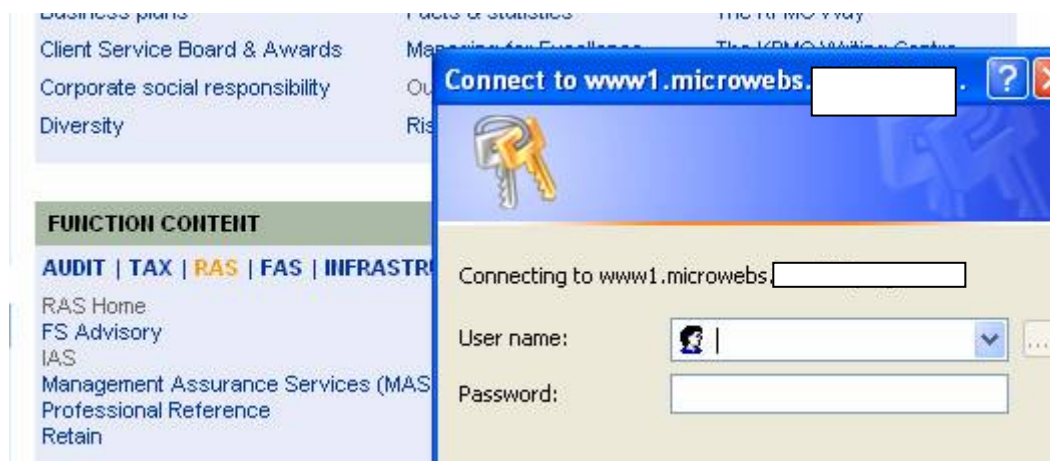 Client Service Board & Awards
Corporate social responsibility
Diversity
FUNCTION CONTENT
AUDIT | TAX | RAS | FAS |
RAS Home
FS Advisory
IAS
Management Assurance Services (MAS
Professional Reference
Retain
Connect to www1.microwebs.
Connecting to www1.microwebs.
User name:
Password: